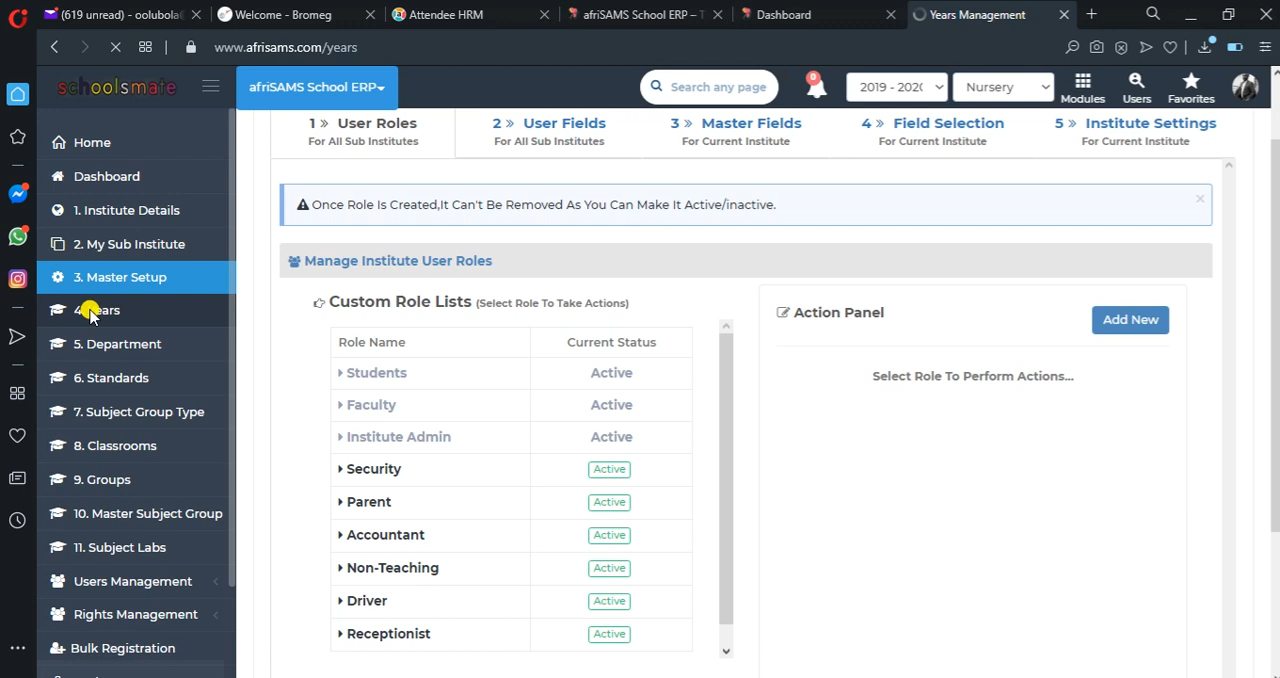 (619 unread) - oolubola
Welcome - Bromeg
Attendee HRM
afriSAMS School ERP – T
Dashboard
Years Management
www.afrisams.com/years
schoolsmate
afriSAMS School ERP
Search any page
0
2019 - 202
Nursery
Modules
Users
Favorites
Home
Dashboard
1. Institute Details
2. My Sub Institute
3. Master Setup
5. Department
6. Standards
7. Subject Group Type
8. Classrooms
9. Groups
10. Master Subject Group
11. Subject Labs
Users Management
Rights Management
Bulk Registration
1 » User Roles
For All Sub Institutes
2 » User Fields
For All Sub Institutes
3 » Master Fields
For Current Institute
4 » Field Selection
For Current Institute
5 » Institute Settings
For Current Institute
Once Role Is Created,It Can't Be Removed As You Can Make It Active/inactive.
Manage Institute User Roles
Custom Role Lists (Select Role To Take Actions)
Role Name Current Status
Students Active
Faculty Active
Institute Admin Active
Security Active
Parent Active
Accountant Active
Non-Teaching Active
Driver Active
Receptionist Active
Action Panel
Add New
Select Role To Perform Actions...